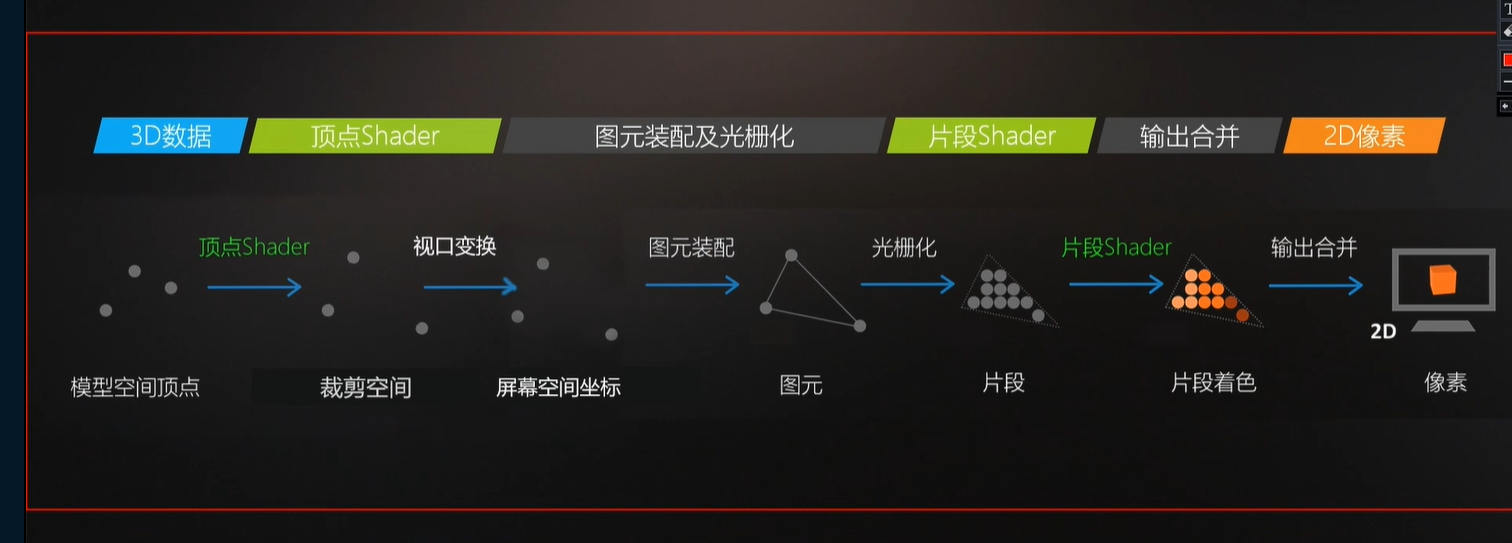 3D数据
顶点Shader
图元装配及光栅化
片段Shader
输出合并
2D像素
顶点Shader
视口变换
图元装配
光栅化
片段Shader
输出合并
2D
模型空间顶点
裁剪空间
屏幕空间坐标
图元
片段
片段着色
像素